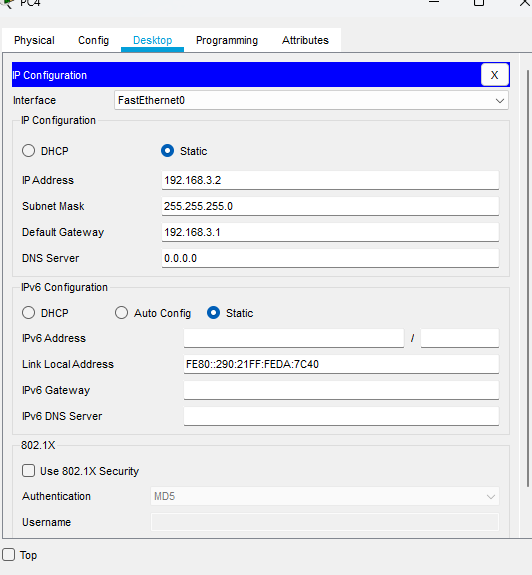 PC4
Physical Config Desktop Programming Attributes
IP Configuration X
Interface FastEthernet0
IP Configuration
DHCP Static
IP Address 192.168.3.2
Subnet Mask 255.255.255.0
Default Gateway 192.168.3.1
DNS Server 0.0.0.0
IPv6 Configuration
DHCP Auto Config Static
IPv6 Address /
Link Local Address FE80::290:21FF:FEDA:7C40
IPv6 Gateway
IPv6 DNS Server
802.1X
Use 802.1X Security
Authentication MD5
Username
Top